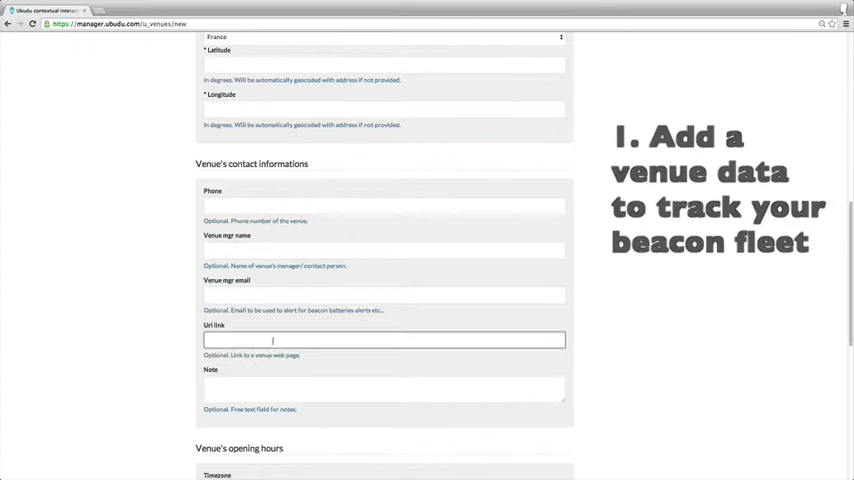 Ubudu contextual interac
https://manager.ubudu.com/u_venues/new
France
* Latitude
In degrees. Will be automatically geocoded with address if not provided.
* Longitude
In degrees. Will be automatically geocoded with address if not provided.
Venue's contact informations
Phone
Optional. Phone number of the venue.
Venue mgr name
Optional. Name of venue's manager/ contact person.
Venue mgr email
Optional. Email to be used to alert for beacon batteries alerts etc...
Url link
Optional. Link to a venue web page.
Note
Optional. Free text field for notes.
Venue's opening hours
Timezone
1. Add a
venue data
to track your
beacon fleet